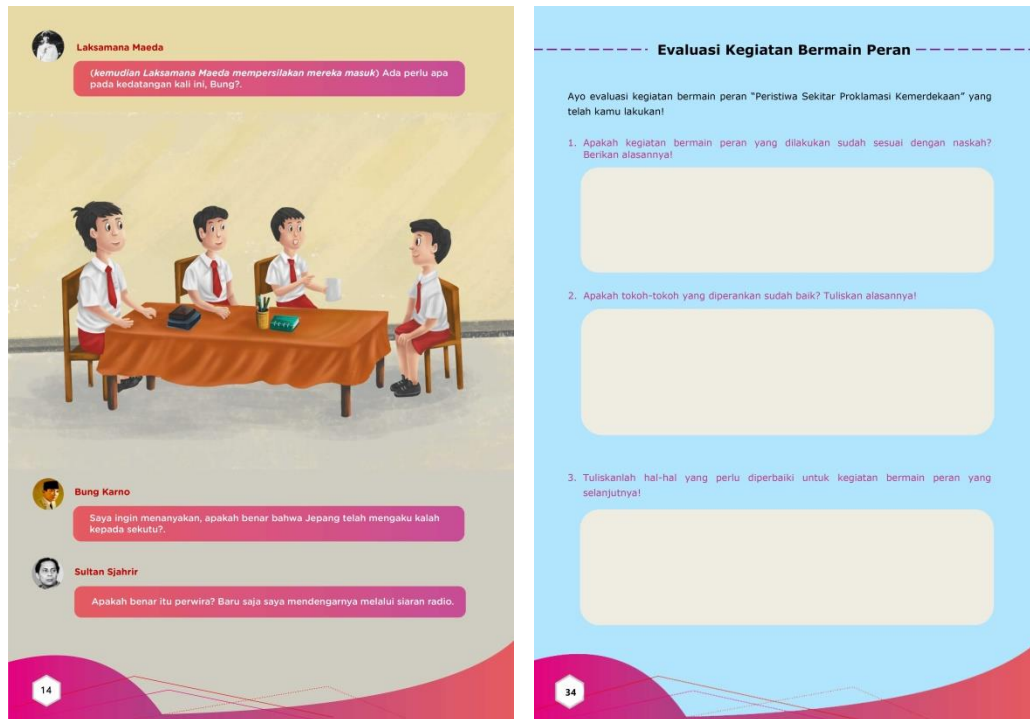 Laksamana Maeda
(kemudian Laksamana Maeda mempersilakan mereka masuk) Ada perlu apa
pada kedatangan kali ini, Bung?.
Bung Karno
Saya ingin menanyakan, apakah benar bahwa Jepang telah mengaku kalah
kepada sekutu?.
Sultan Sjahrir
Apakah benar itu perwira? Baru saja saya mendengarnya melalui siaran radio.
14
Evaluasi Kegiatan Bermain Peran
Ayo evaluasi kegiatan bermain peran “Peristiwa Sekitar Proklamasi Kemerdekaan” yang
telah kamu lakukan!
1. Apakah kegiatan bermain peran yang dilakukan sudah sesuai dengan naskah?
Berikan alasannya!
2. Apakah tokoh-tokoh yang diperankan sudah baik? Tuliskan alasannya!
3. Tuliskanlah hal-hal yang perlu diperbaiki untuk kegiatan bermain peran yang
selanjutnya!
34